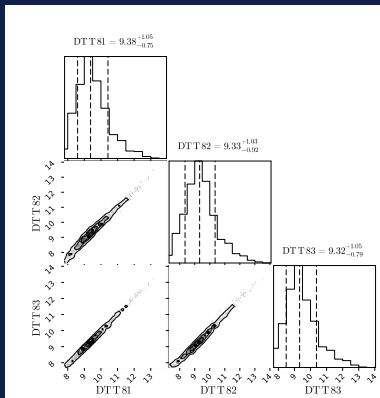 DTT81 = 9.38+1.05−0.75
14
13
12
11
10
9
8
DTT82
DTT82 = 9.33+1.03−0.92
14
13
12
11
10
9
8
DTT83
DTT83 = 9.32+1.05−0.79
8 9 10 11 12 13
DTT81
8 9 10 11 12 13 14
DTT82
8 9 10 11 12 13 14
DTT83